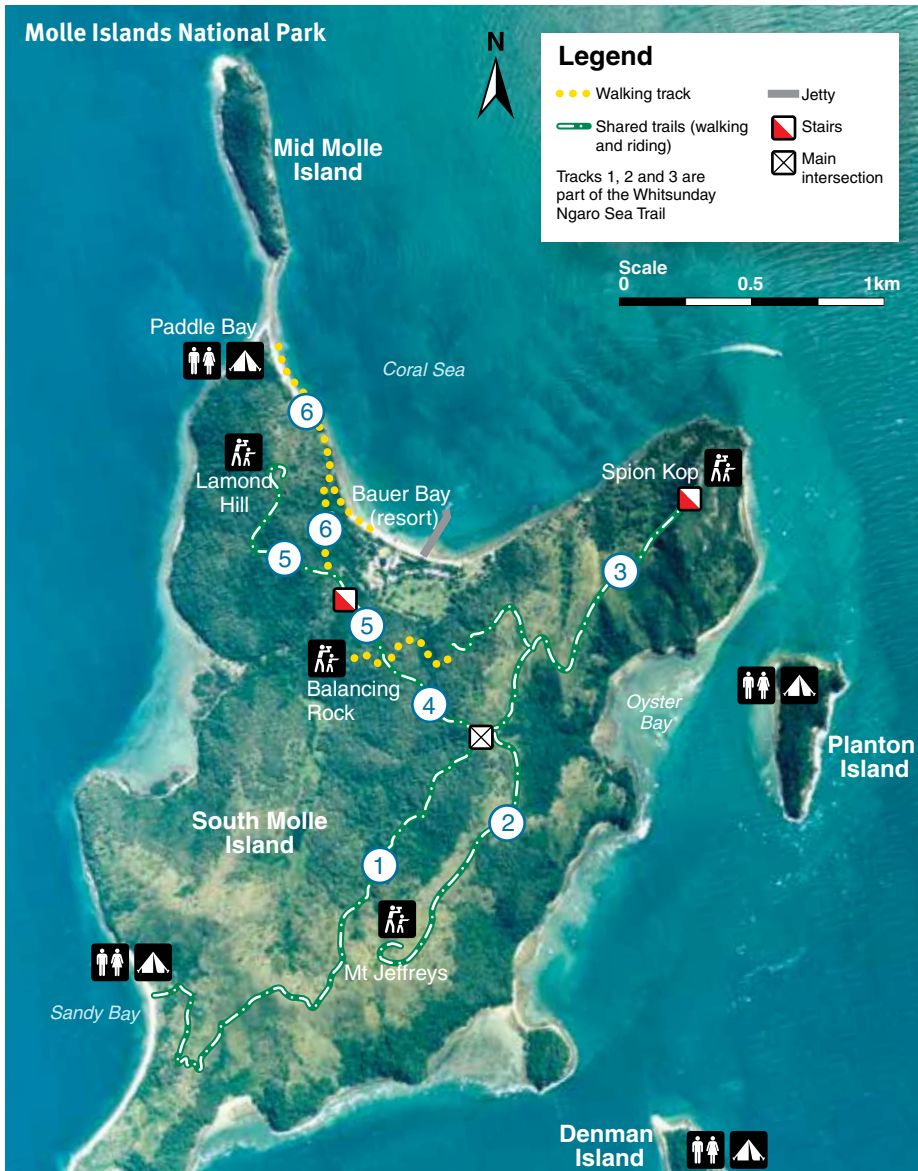 Molle Islands National Park
N
Legend
Walking track
Shared trails (walking
and riding)
Tracks 1, 2 and 3 are
part of the Whitsunday
Ngaro Sea Trail
Jetty
Stairs
Main
intersection
Scale
0 0.5 1km
Mid Molle
Island
Paddle Bay
Coral Sea
6
Lamond
Hill
Spion Kop
Bauer Bay
(resort)
6
5
3
5
Balancing
Rock
4
Oyster
Bay
Planton
Island
South Molle
Island
2
1
Mt Jeffreys
Sandy Bay
Denman
Island